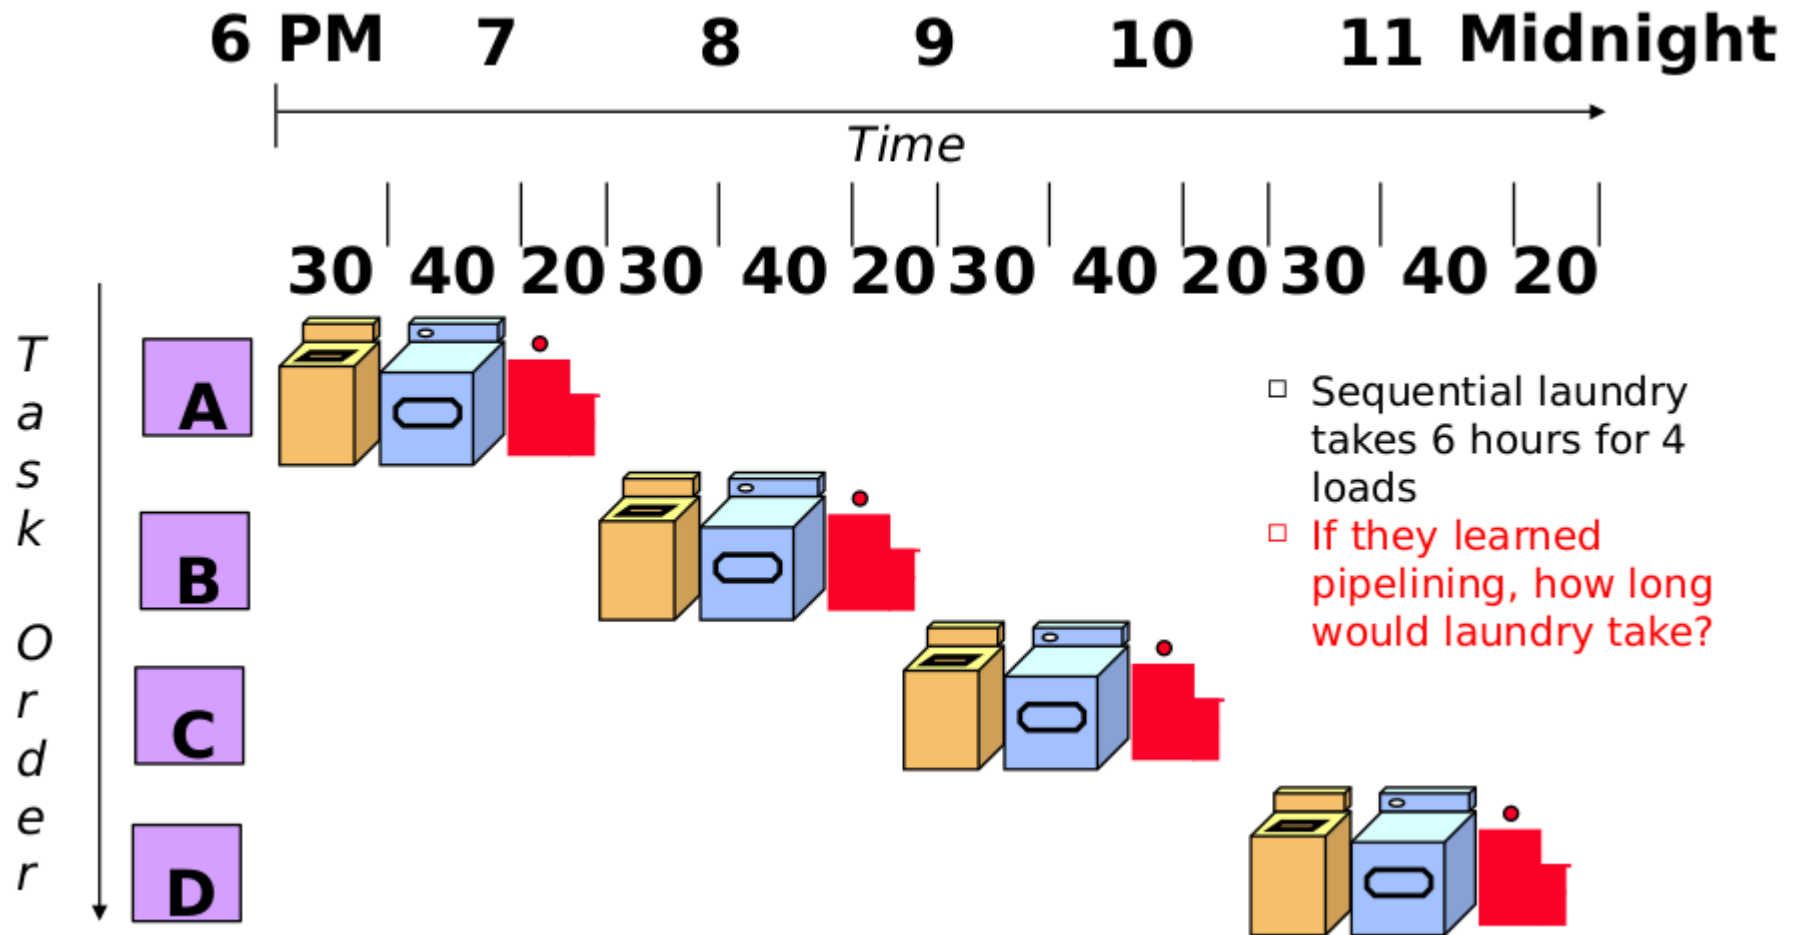 6 PM 7 8 9 10 11 Midnight
Time
30 40 20 30 40 20 30 40 20 30 40 20
Task Order
A
B
C
D
Sequential laundry
takes 6 hours for 4
loads
If they learned
pipelining, how long
would laundry take?